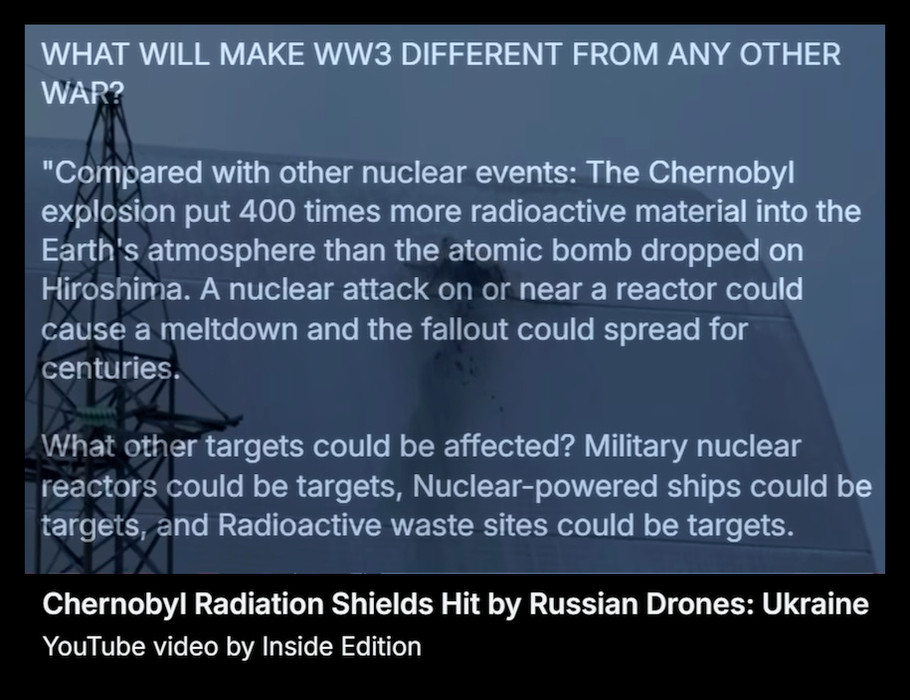 WHAT WILL MAKE WW3 DIFFERENT FROM ANY OTHER
WAR?
"Compared with other nuclear events: The Chernobyl
explosion put 400 times more radioactive material into the
Earth's atmosphere than the atomic bomb dropped on
Hiroshima. A nuclear attack on or near a reactor could
cause a meltdown and the fallout could spread for
centuries.
What other targets could be affected? Military nuclear
reactors could be targets, Nuclear-powered ships could be
targets, and Radioactive waste sites could be targets.
Chernobyl Radiation Shields Hit by Russian Drones: Ukraine
YouTube video by Inside Edition